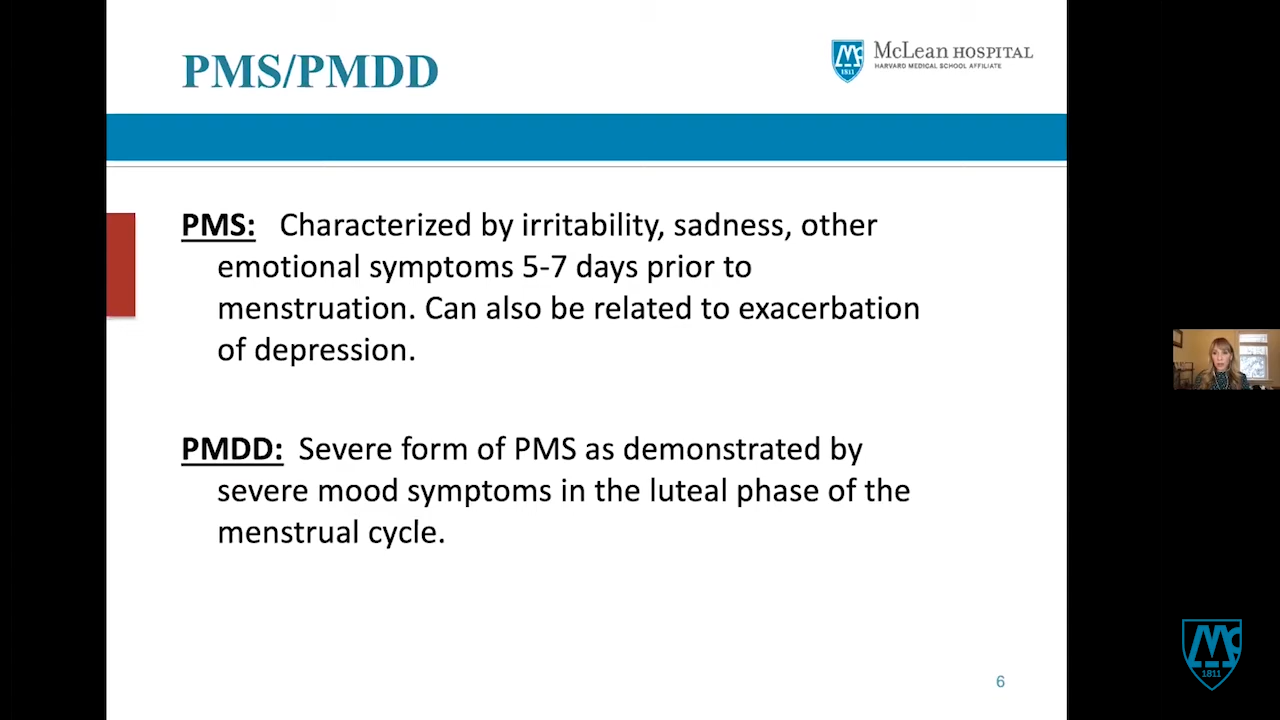 PMS/PMDD
McLean HOSPITAL
HARVARD MEDICAL SCHOOL AFFILIATE
1811
PMS: Characterized by irritability, sadness, other
emotional symptoms 5-7 days prior to
menstruation. Can also be related to exacerbation
of depression.
PMDD: Severe form of PMS as demonstrated by
severe mood symptoms in the luteal phase of the
menstrual cycle.
6
1811